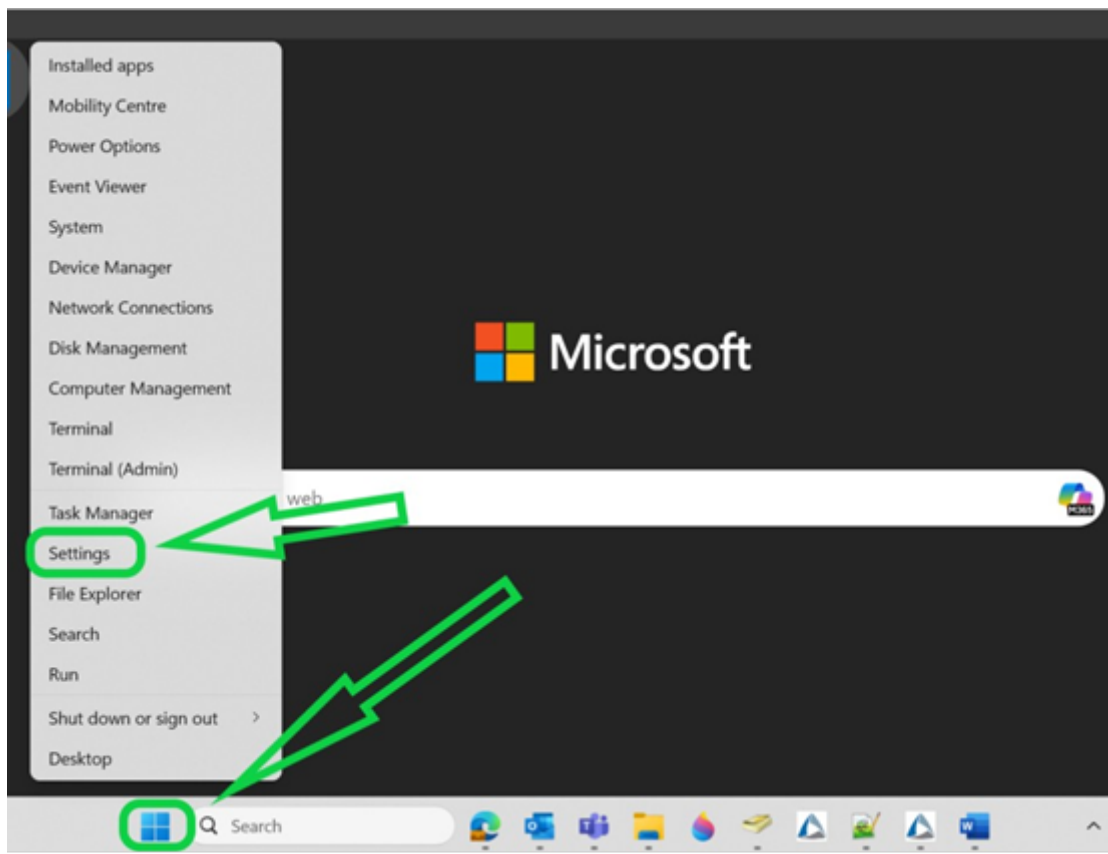 Installed apps
Mobility Centre
Power Options
Event Viewer
System
Device Manager
Network Connections
Disk Management
Computer Management
Terminal
Terminal (Admin)
Task Manager
Settings
File Explorer
Search
Run
Shut down or sign out
Desktop
Microsoft
web
M365
Search